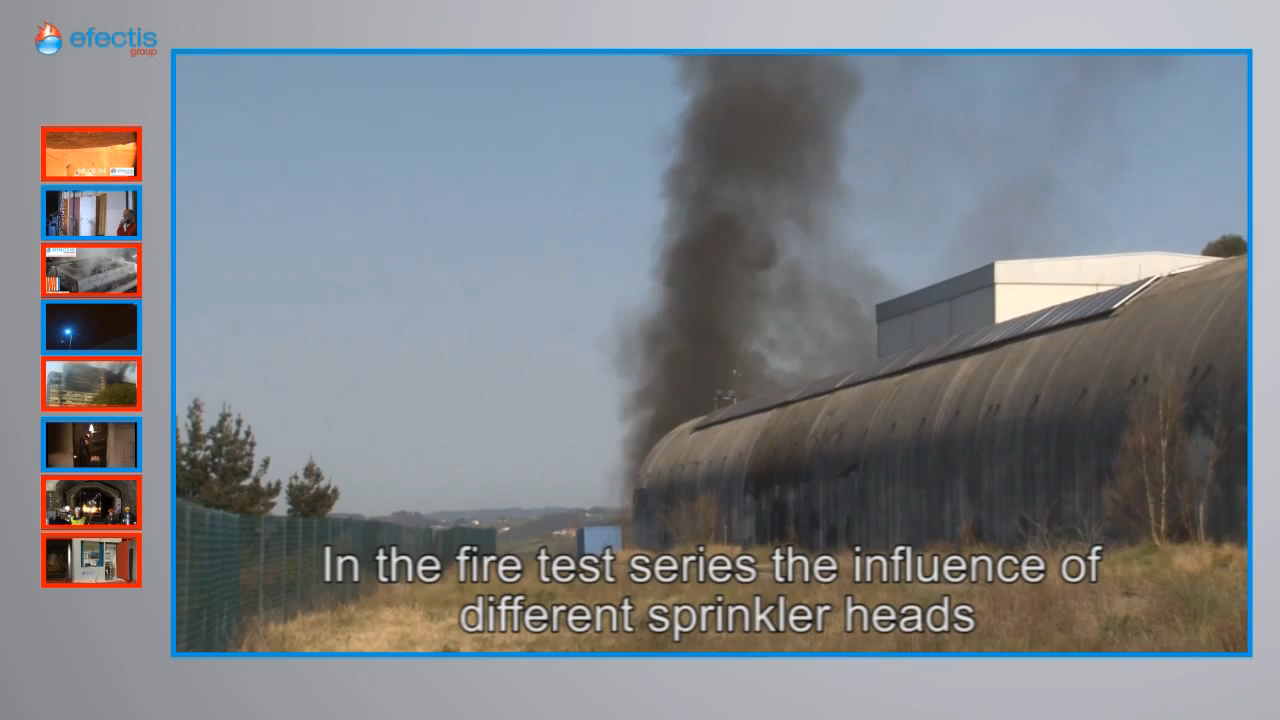 efectis
group
In the fire test series the influence of
different sprinkler heads